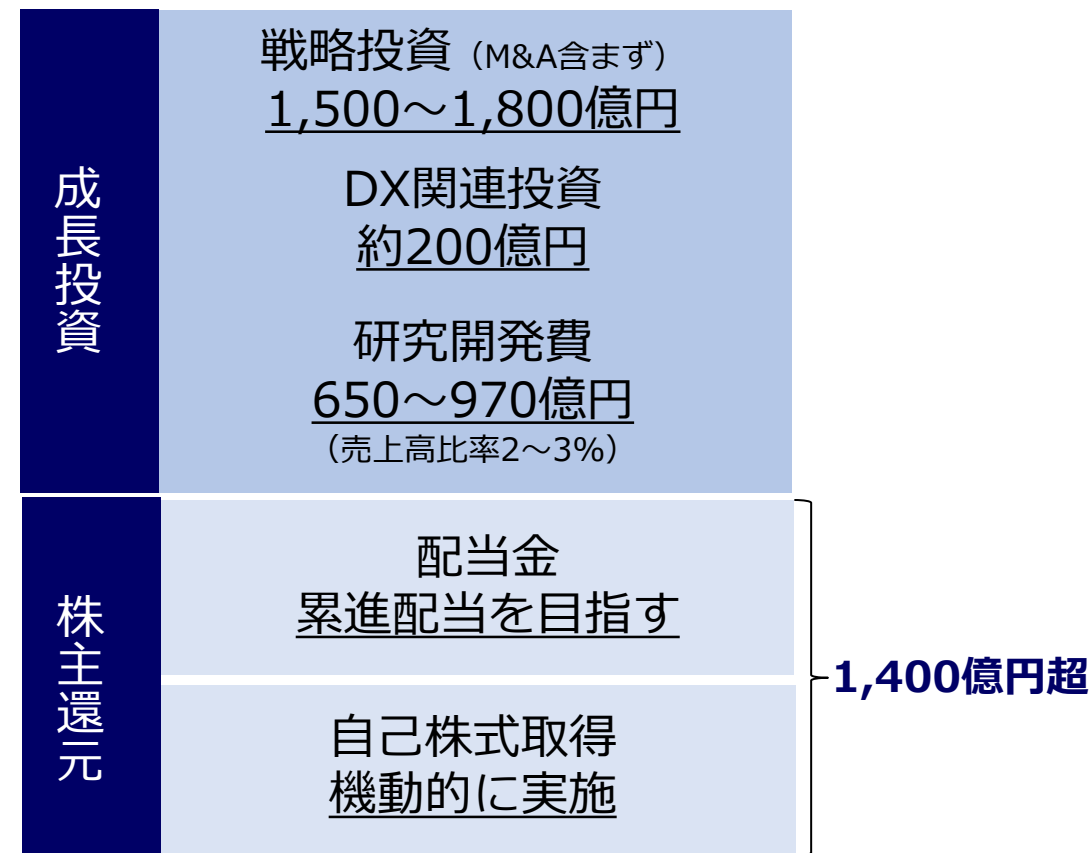 成長投資
戦略投資（M&A含まず）
1,500～1,800億円
DX関連投資
約200億円
研究開発費
650～970億円
（売上高比率2～3%）
株主還元
配当金
累進配当を目指す
自己株式取得
機動的に実施
1,400億円超